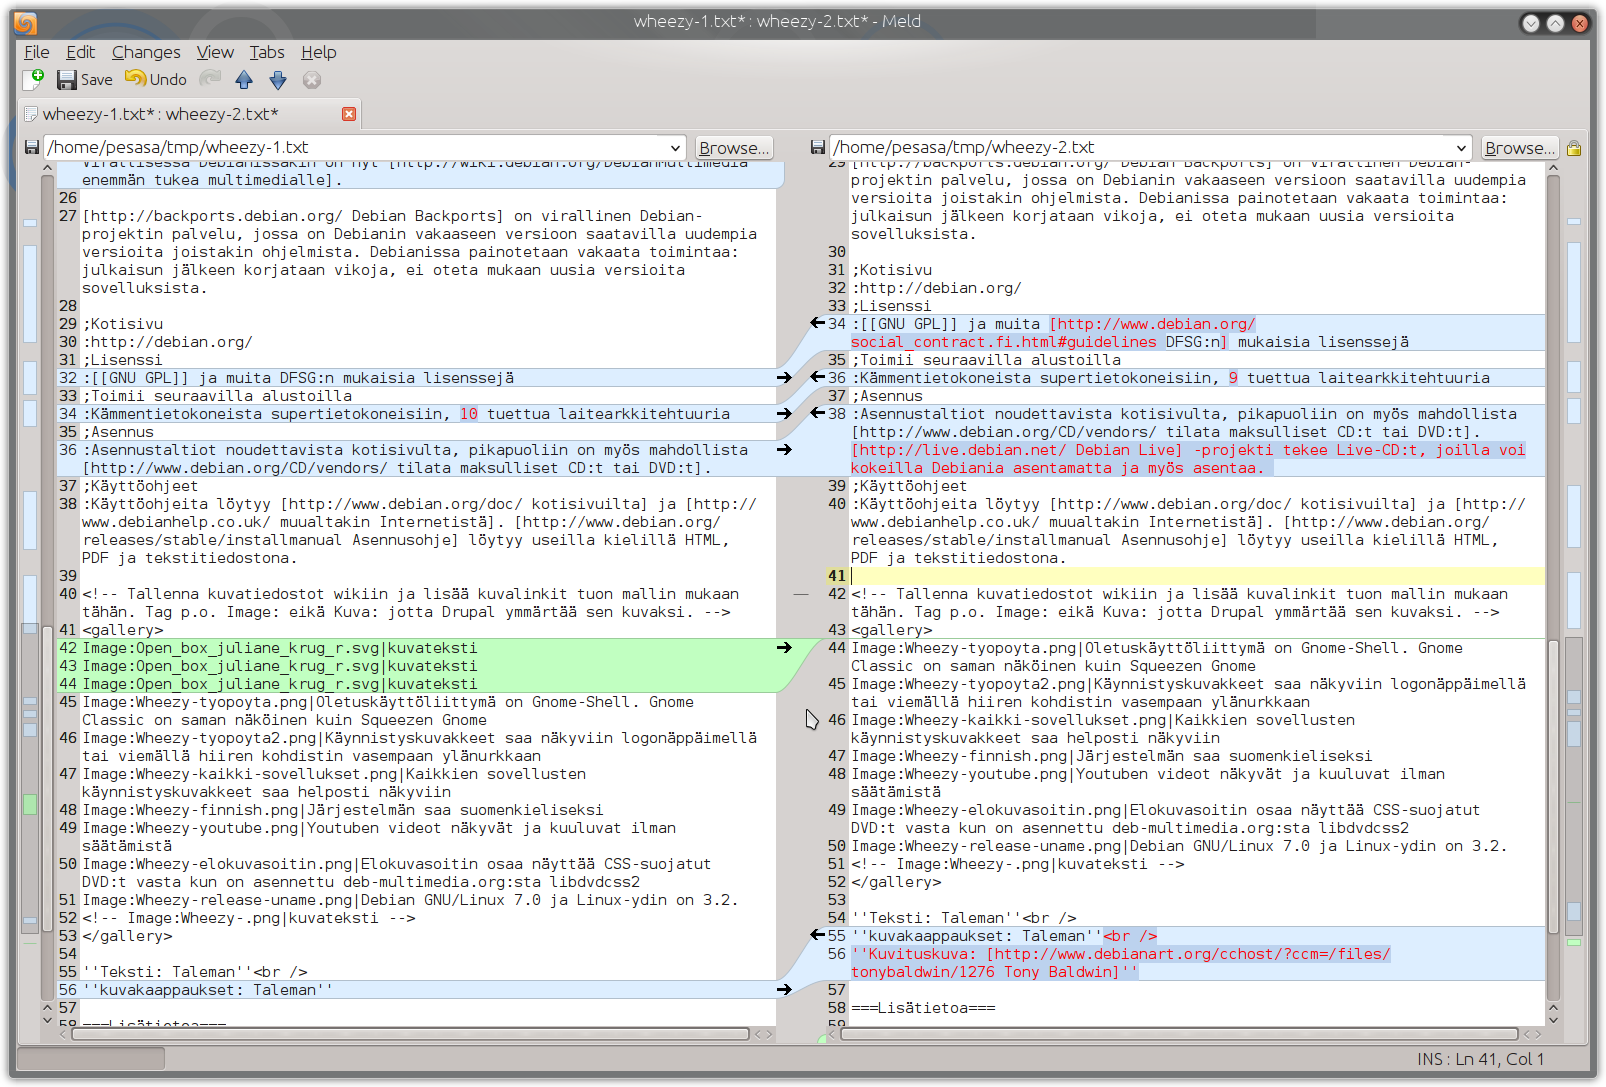 wheezy-1.txt* : wheezy-2.txt* - Meld
File Edit Changes View Tabs Help
Save Undo
wheezy-1.txt* : wheezy-2.txt*
/home/pesasa/tmp/wheezy-1.txt Browse...
Virallisessa Debianissakin on nyt [http://wiki.debian.org/DebianMultimedia
enemmän tukea multimedialle].
26
27 [http://backports.debian.org/ Debian Backports] on virallinen Debian-
projektin palvelu, jossa on Debianin vakaaseen versioon saatavilla uudempia
versioita joistakin ohjelmista. Debianissa painotetaan vakaata toimintaa:
julkaisun jälkeen korjataan vikoja, ei oteta mukaan uusia versioita
sovelluksista.
28
29 ;Kotisivu
30 :http://debian.org/
31 ;Lisenssi
32 :[[GNU GPL]] ja muita DFSG:n mukaisia lisenssejä
33 ;Toimii seuraavilla alustoilla
34 :Kämmentietokoneista supertietokoneisiin, 10 tuettua laitearkkitehtuuria
35 ;Asennus
36 :Asennustaltiot noudettavista kotisivulta, pikapuoliin on myös mahdollista
[http://www.debian.org/CD/vendors/ tilata maksulliset CD:t tai DVD:t].
37 ;Käyttöohjeet
38 :Käyttöohjeita löytyy [http://www.debian.org/doc/ kotisivuilta] ja [http://
www.debianhelp.co.uk/ muualtakin Internetistä]. [http://www.debian.org/
releases/stable/installmanual Asennusohje] löytyy useilla kielillä HTML,
PDF ja tekstitiedostona.
39
40 <!-- Tallenna kuvatiedostot wikiin ja lisää kuvalinkit tuon mallin mukaan
tähän. Tag p.o. Image: eikä Kuva: jotta Drupal ymmärtää sen kuvaksi. -->
41 <gallery>
42 Image:Open_box_juliane_krug_r.svg|kuvateksti
43 Image:Open_box_juliane_krug_r.svg|kuvateksti
44 Image:Open_box_juliane_krug_r.svg|kuvateksti
45 Image:Wheezy-tyopoyta.png|Oletuskäyttöliittymä on Gnome-Shell. Gnome
Classic on saman näköinen kuin Squeezen Gnome
46 Image:Wheezy-tyopoyta2.png|Käynnistyskuvakkeet saa näkyviin logonäppäimellä
tai viemällä hiiren kohdistin vasempaan ylänurkkaan
47 Image:Wheezy-kaikki-sovellukset.png|Kaikkien sovellusten
käynnistyskuvakkeet saa helposti näkyviin
48 Image:Wheezy-finnish.png|Järjestelmän saa suomenkieliseksi
49 Image:Wheezy-youtube.png|Youtuben videot näkyvät ja kuuluvat ilman
säätämistä
50 Image:Wheezy-elokuvasoitin.png|Elokuvasoitin osaa näyttää CSS-suojatut
DVD:t vasta kun on asennettu deb-multimedia.org:sta libdvdcss2
51 Image:Wheezy-release-uname.png|Debian GNU/Linux 7.0 ja Linux-ydin on 3.2.
52 <!-- Image:Wheezy-.png|kuvateksti -->
53 </gallery>
54
55 ''Teksti: Taleman''<br />
56 ''kuvakaappaukset: Taleman''
57
58 ===Lisätietoa===
/home/pesasa/tmp/wheezy-2.txt Browse...
29 [http://backports.debian.org/ Debian Backports] on virallinen Debian-
projektin palvelu, jossa on Debianin vakaaseen versioon saatavilla uudempia
versioita joistakin ohjelmista. Debianissa painotetaan vakaata toimintaa:
julkaisun jälkeen korjataan vikoja, ei oteta mukaan uusia versioita
sovelluksista.
30
31 ;Kotisivu
32 :http://debian.org/
33 ;Lisenssi
34 :[[GNU GPL]] ja muita [http://www.debian.org/
social_contract.fi.html#guidelines DFSG:n] mukaisia lisenssejä
35 ;Toimii seuraavilla alustoilla
36 :Kämmentietokoneista supertietokoneisiin, 9 tuettua laitearkkitehtuuria
37 ;Asennus
38 :Asennustaltiot noudettavista kotisivulta, pikapuoliin on myös mahdollista
[http://www.debian.org/CD/vendors/ tilata maksulliset CD:t tai DVD:t].
[http://live.debian.net/ Debian Live] -projekti tekee Live-CD:t, joilla voi
kokeilla Debiania asentamatta ja myös asentaa.
39 ;Käyttöohjeet
40 :Käyttöohjeita löytyy [http://www.debian.org/doc/ kotisivuilta] ja [http://
www.debianhelp.co.uk/ muualtakin Internetistä]. [http://www.debian.org/
releases/stable/installmanual Asennusohje] löytyy useilla kielillä HTML,
PDF ja tekstitiedostona.
41
42 <!-- Tallenna kuvatiedostot wikiin ja lisää kuvalinkit tuon mallin mukaan
tähän. Tag p.o. Image: eikä Kuva: jotta Drupal ymmärtää sen kuvaksi. -->
43 <gallery>
44 Image:Wheezy-tyopoyta.png|Oletuskäyttöliittymä on Gnome-Shell. Gnome
Classic on saman näköinen kuin Squeezen Gnome
45 Image:Wheezy-tyopoyta2.png|Käynnistyskuvakkeet saa näkyviin logonäppäimellä
tai viemällä hiiren kohdistin vasempaan ylänurkkaan
46 Image:Wheezy-kaikki-sovellukset.png|Kaikkien sovellusten
käynnistyskuvakkeet saa helposti näkyviin
47 Image:Wheezy-finnish.png|Järjestelmän saa suomenkieliseksi
48 Image:Wheezy-youtube.png|Youtuben videot näkyvät ja kuuluvat ilman
säätämistä
49 Image:Wheezy-elokuvasoitin.png|Elokuvasoitin osaa näyttää CSS-suojatut
DVD:t vasta kun on asennettu deb-multimedia.org:sta libdvdcss2
50 Image:Wheezy-release-uname.png|Debian GNU/Linux 7.0 ja Linux-ydin on 3.2.
51 <!-- Image:Wheezy-.png|kuvateksti -->
52 </gallery>
53
54 ''Teksti: Taleman''<br />
55 ''kuvakaappaukset: Taleman''<br />
56 ''Kuvituskuva: [http://www.debianart.org/cchost/?ccm=/files/
tonybaldwin/1276 Tony Baldwin]''
57
58 ===Lisätietoa===
59
INS : Ln 41, Col 1